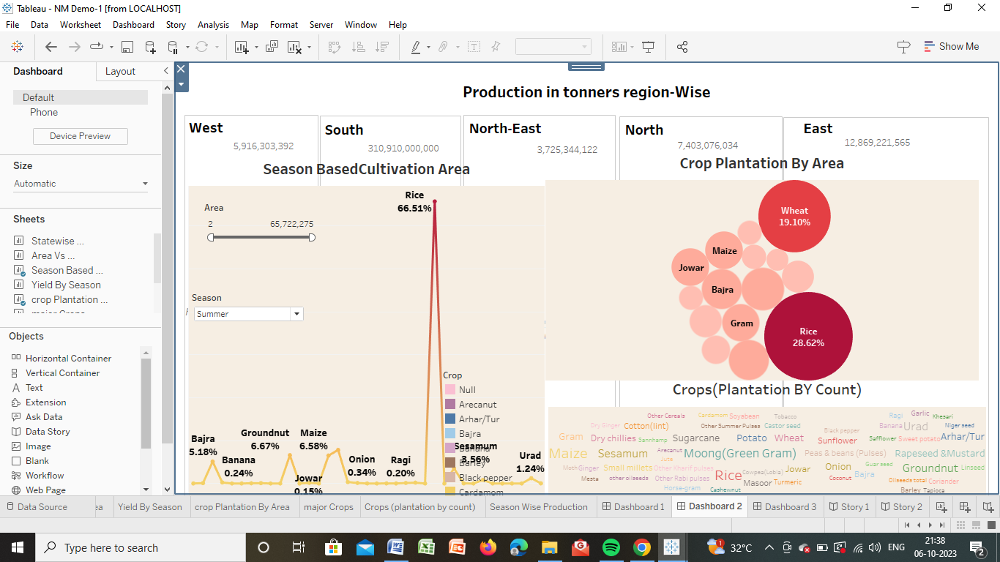 Tableau - NM Demo-1 [from LOCALHOST]
File Data Worksheet Dashboard Story Analysis Map Format Server Window Help
Show Me
Dashboard Layout
Default
Phone
Device Preview
Size
Automatic
Sheets
Statewise ...
Area Vs ...
Season Based ...
Yield By Season
crop Plantation ...
Objects
Horizontal Container
Vertical Container
Text
Extension
Ask Data
Data Story
Image
Blank
Workflow
Web Page
Production in tonners region-Wise
West
5,916,303,392
South
310,910,000,000
North-East
3,725,344,122
North
7,403,076,034
East
12,869,221,565
Season BasedCultivation Area
Area
2 65,722,275
Season
Summer
Rice
66.51%
Bajra
5.18%
Banana
0.24%
Groundnut
6.67%
Maize
6.58%
Jowar
0.15%
Onion
0.34%
Ragi
0.20%
Sesamum
3.56%
Urad
1.24%
Crop
Null
Arecanut
Arhar/Tur
Bajra
Barley
Black pepper
Cardamom
Crop Plantation By Area
Wheat
19.10%
Maize
Jowar
Bajra
Gram
Rice
28.62%
Crops(Plantation BY Count)
Other Cereals Cardamom Soyabean Tobacco Ragi Garlic Khesari
Dry Ginger Cotton(lint) Other Summer Pulses Castor seed Banana Urad Niger seed
Gram Dry chillies Sannhamp Sugarcane Potato Wheat Black pepper Sunflower Safflower Sweet potato Arhar/Tur
Maize Sesamum Arecanut Jute Moong(Green Gram) Peas & beans (Pulses) Rapeseed &Mustard
Moth Ginger Small millets Other Kharif pulses Rice Cowpea(Lobia) Jowar Onion Guar seed Groundnut Linseed
Mesta other oilseeds Other Rabi pulses Masoor Turmeric Coconut Bajra Oilseeds total Coriander
Horse-gram Cashewnut Barley Tapioca
Data Source ea Yield By Season crop Plantation By Area major Crops Crops (plantation by count) Season Wise Production Dashboard 1 Dashboard 2 Dashboard 3 Story 1 Story 2
Type here to search
32°C ENG 21:38
06-10-2023
2